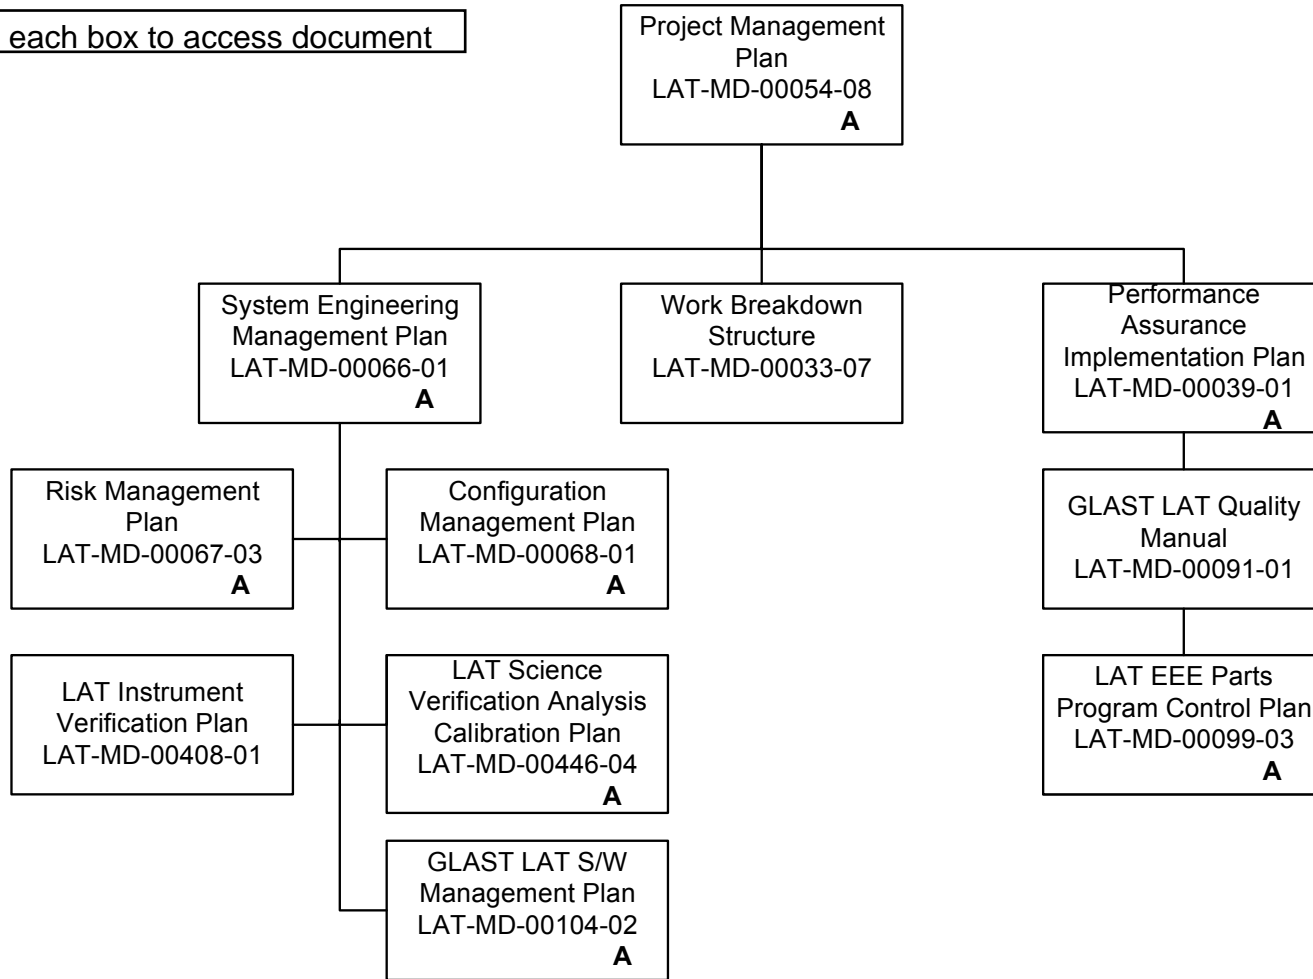 each box to access document
Project Management
Plan
LAT-MD-00054-08
A
System Engineering
Management Plan
LAT-MD-00066-01
A
Work Breakdown
Structure
LAT-MD-00033-07
Performance
Assurance
Implementation Plan
LAT-MD-00039-01
A
Risk Management
Plan
LAT-MD-00067-03
A
Configuration
Management Plan
LAT-MD-00068-01
A
GLAST LAT Quality
Manual
LAT-MD-00091-01
LAT Instrument
Verification Plan
LAT-MD-00408-01
LAT Science
Verification Analysis
Calibration Plan
LAT-MD-00446-04
A
LAT EEE Parts
Program Control Plan
LAT-MD-00099-03
A
GLAST LAT S/W
Management Plan
LAT-MD-00104-02
A